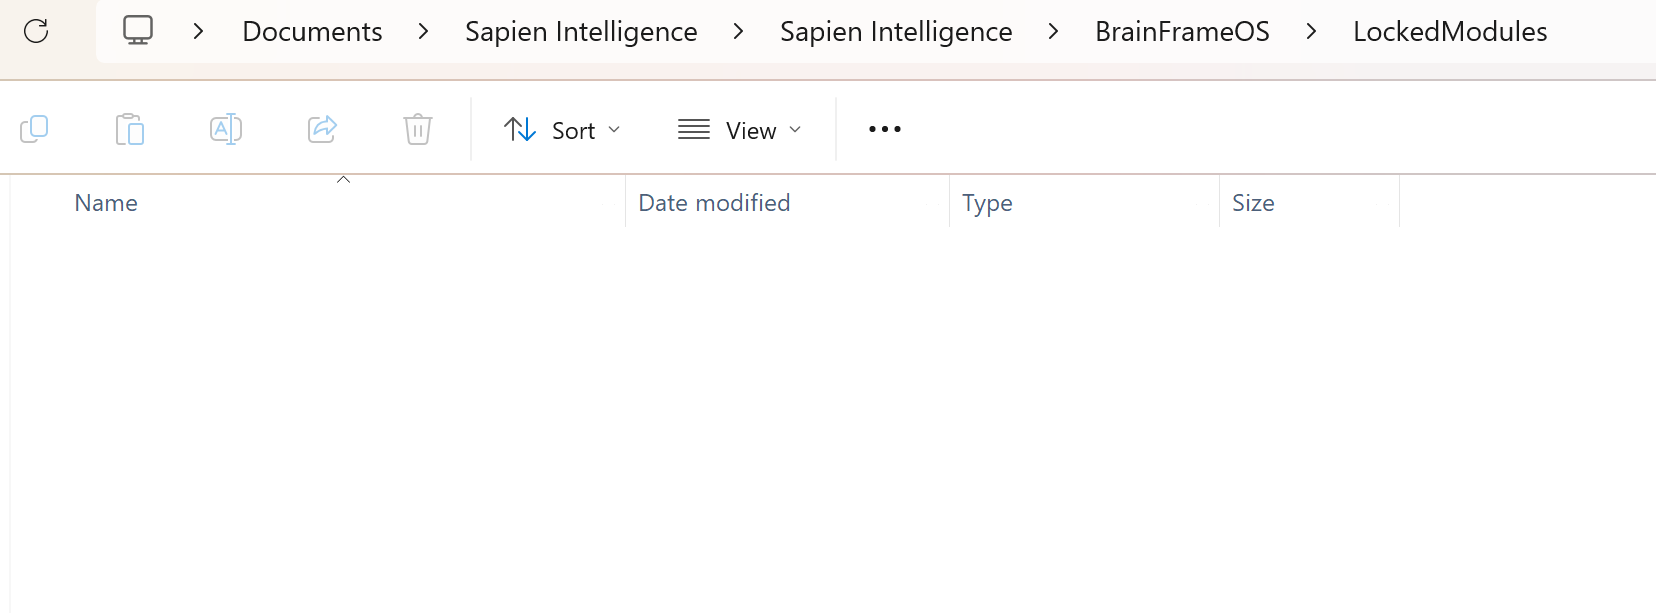 Documents > Sapien Intelligence > Sapien Intelligence > BrainFrameOS > LockedModules
Sort View
Name Date modified Type Size